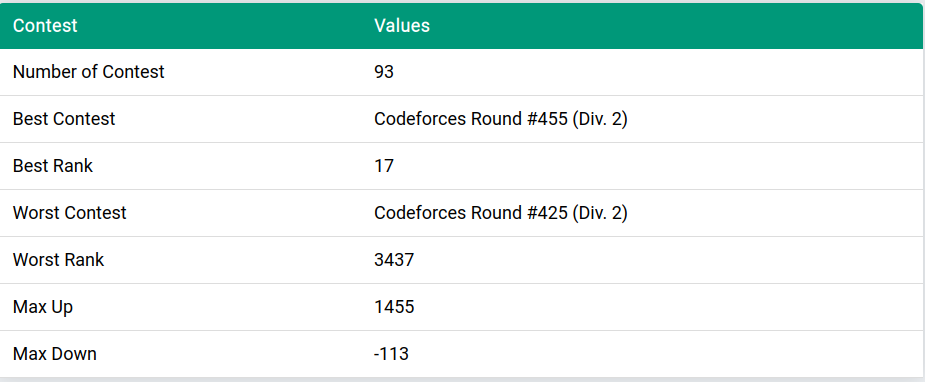 Contest Values
Number of Contest 93
Best Contest Codeforces Round #455 (Div. 2)
Best Rank 17
Worst Contest Codeforces Round #425 (Div. 2)
Worst Rank 3437
Max Up 1455
Max Down -113